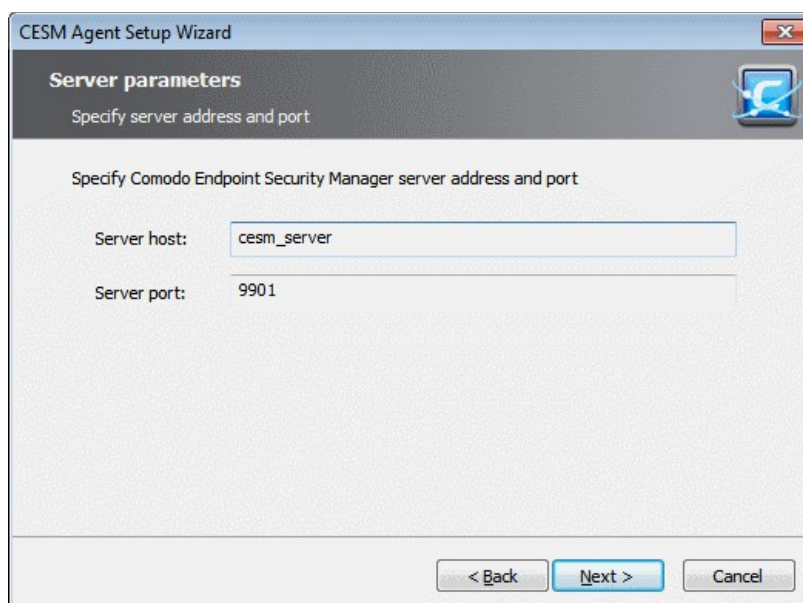 CESM Agent Setup Wizard
Server parameters
Specify server address and port
Specify Comodo Endpoint Security Manager server address and port
Server host: cesm_server
Server port: 9901
< Back Next > Cancel